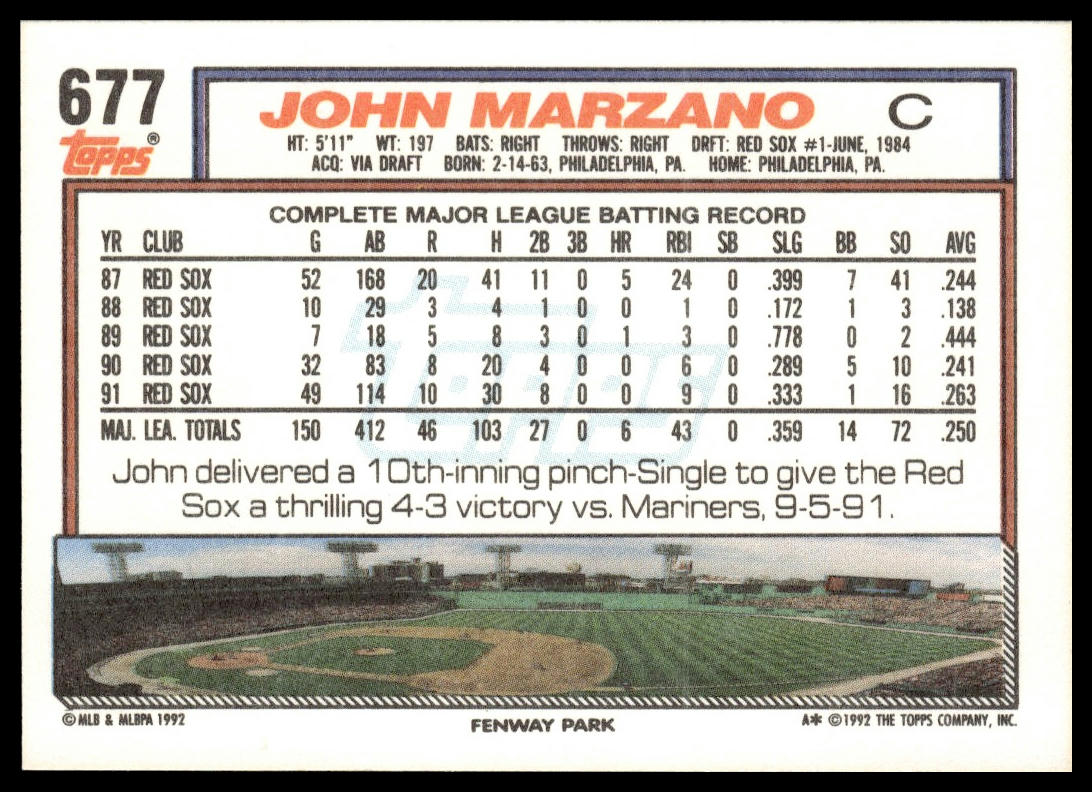 677
Topps®
JOHN MARZANO C
HT: 5'11" WT: 197 BATS: RIGHT THROWS: RIGHT DRFT: RED SOX #1-JUNE, 1984
ACQ: VIA DRAFT BORN: 2-14-63, PHILADELPHIA, PA. HOME: PHILADELPHIA, PA.
COMPLETE MAJOR LEAGUE BATTING RECORD
YR CLUB G AB R H 2B 3B HR RBI SB SLG BB SO AVG
87 RED SOX 52 168 20 41 11 0 5 24 0 .399 7 41 .244
88 RED SOX 10 29 3 4 1 0 0 1 0 .172 1 3 .138
89 RED SOX 7 18 5 8 3 0 1 3 0 .778 0 2 .444
90 RED SOX 32 83 8 20 4 0 0 6 0 .289 5 10 .241
91 RED SOX 49 114 10 30 8 0 0 9 0 .333 1 16 .263
MAJ. LEA. TOTALS 150 412 46 103 27 0 6 43 0 .359 14 72 .250
Topps
John delivered a 10th-inning pinch-Single to give the Red
Sox a thrilling 4-3 victory vs. Mariners, 9-5-91.
© MLB & MLBPA 1992
FENWAY PARK
A* ©1992 THE TOPPS COMPANY, INC.